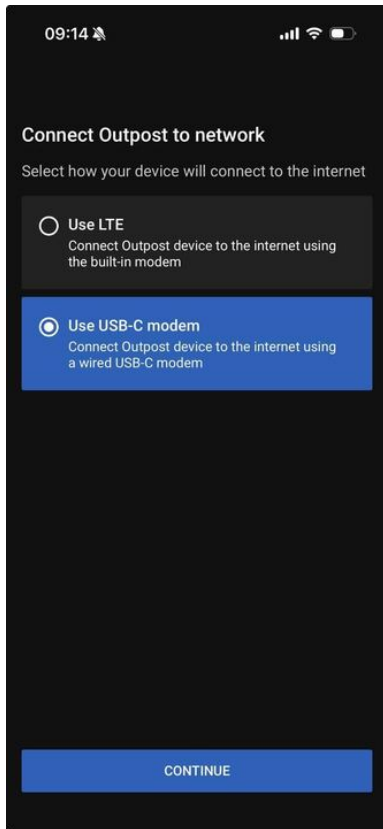 09:14
Connect Outpost to network
Select how your device will connect to the internet
Use LTE
Connect Outpost device to the internet using
the built-in modem
Use USB-C modem
Connect Outpost device to the internet using
a wired USB-C modem
CONTINUE